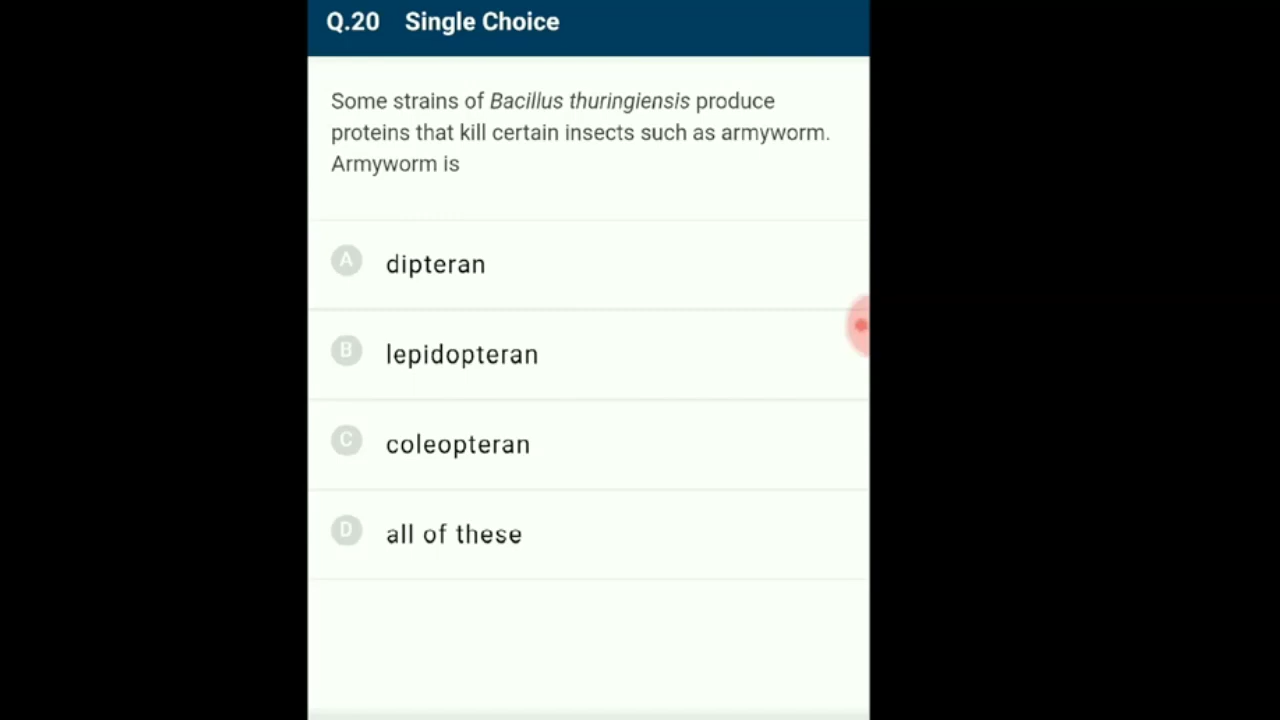 Q.20 Single Choice
Some strains of Bacillus thuringiensis produce
proteins that kill certain insects such as armyworm.
Armyworm is
A dipteran
B lepidopteran
C coleopteran
D all of these